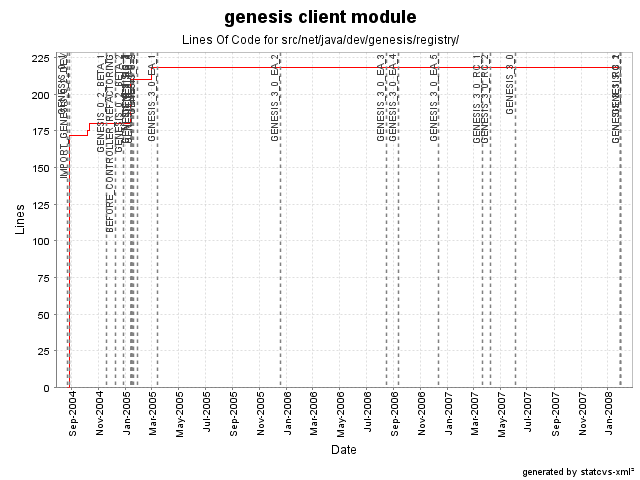 genesis client module
Lines Of Code for src/net/java/dev/genesis/registry/
Lines
225
200
175
150
125
100
75
50
25
0
BEFORE_CONTROLLER_REFACTORING
GENESIS_3_0_EA_1
GENESIS_3_0_EA_2
GENESIS_3_0_EA_3
GENESIS_3_0_EA_4
GENESIS_3_0_EA_5
GENESIS_3_0_RC_1
GENESIS_3_0_RC_2
GENESIS_3_0
Sep-2004
Nov-2004
Jan-2005
Mar-2005
May-2005
Jul-2005
Sep-2005
Nov-2005
Jan-2006
Mar-2006
May-2006
Jul-2006
Sep-2006
Nov-2006
Jan-2007
Mar-2007
May-2007
Jul-2007
Sep-2007
Nov-2007
Jan-2008
Date
generated by statcvs-xml²